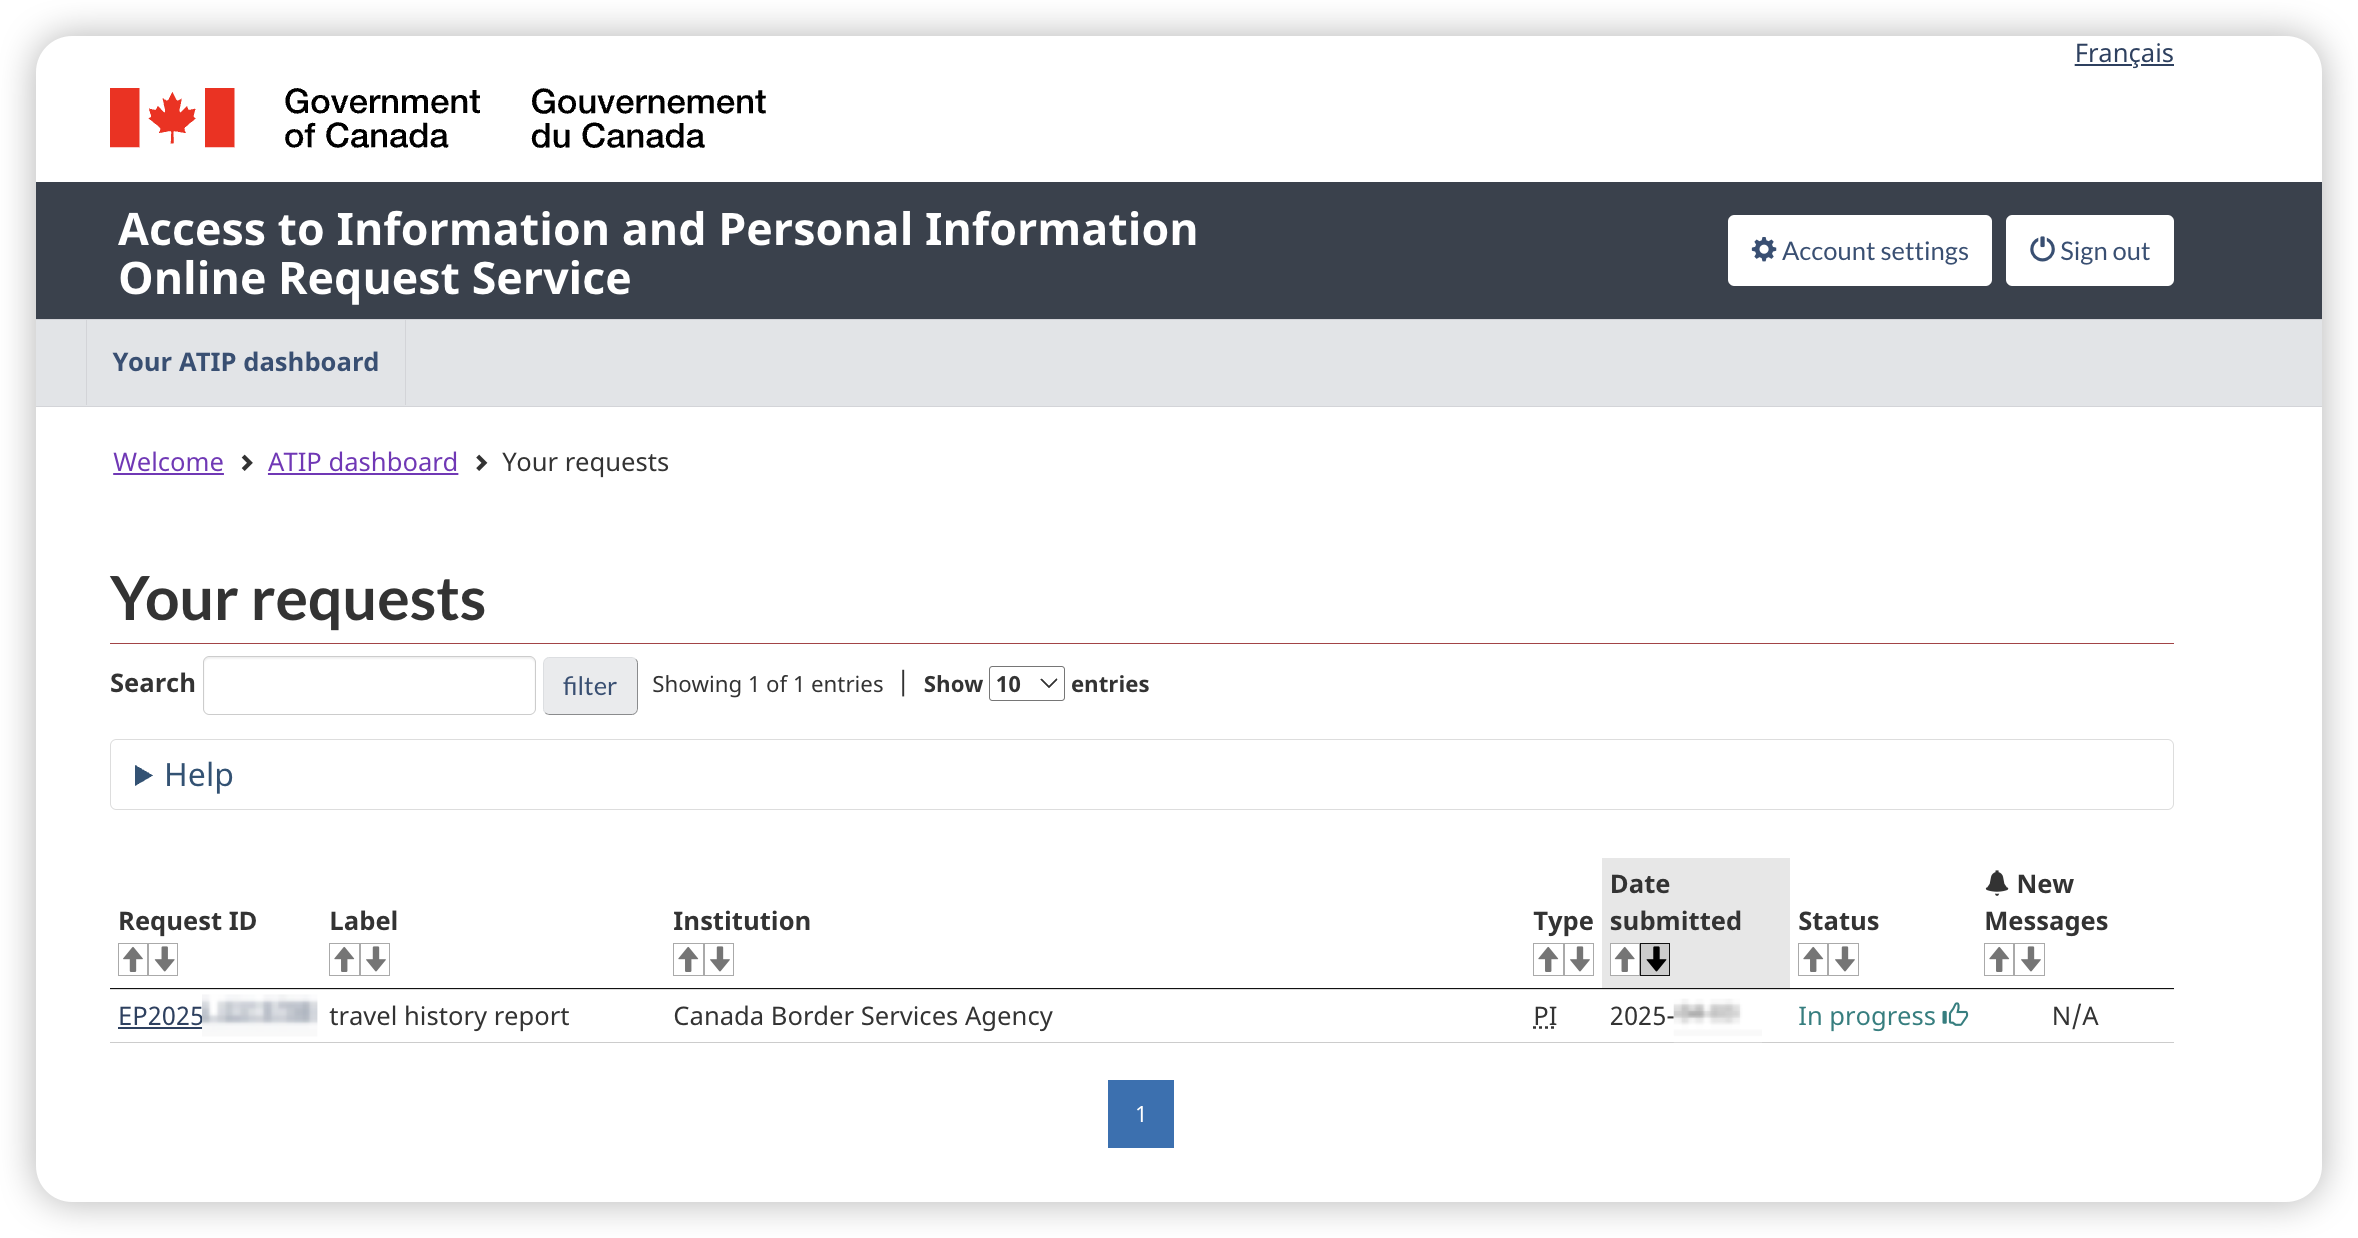 Français
Government of Canada
Gouvernement du Canada
Access to Information and Personal Information
Online Request Service
Account settings
Sign out
Your ATIP dashboard
Welcome > ATIP dashboard > Your requests
Your requests
Search filter Showing 1 of 1 entries | Show 10 entries
Help
Request ID Label Institution Type Date submitted Status New Messages
EP2025 travel history report Canada Border Services Agency PI 2025- In progress N/A
1